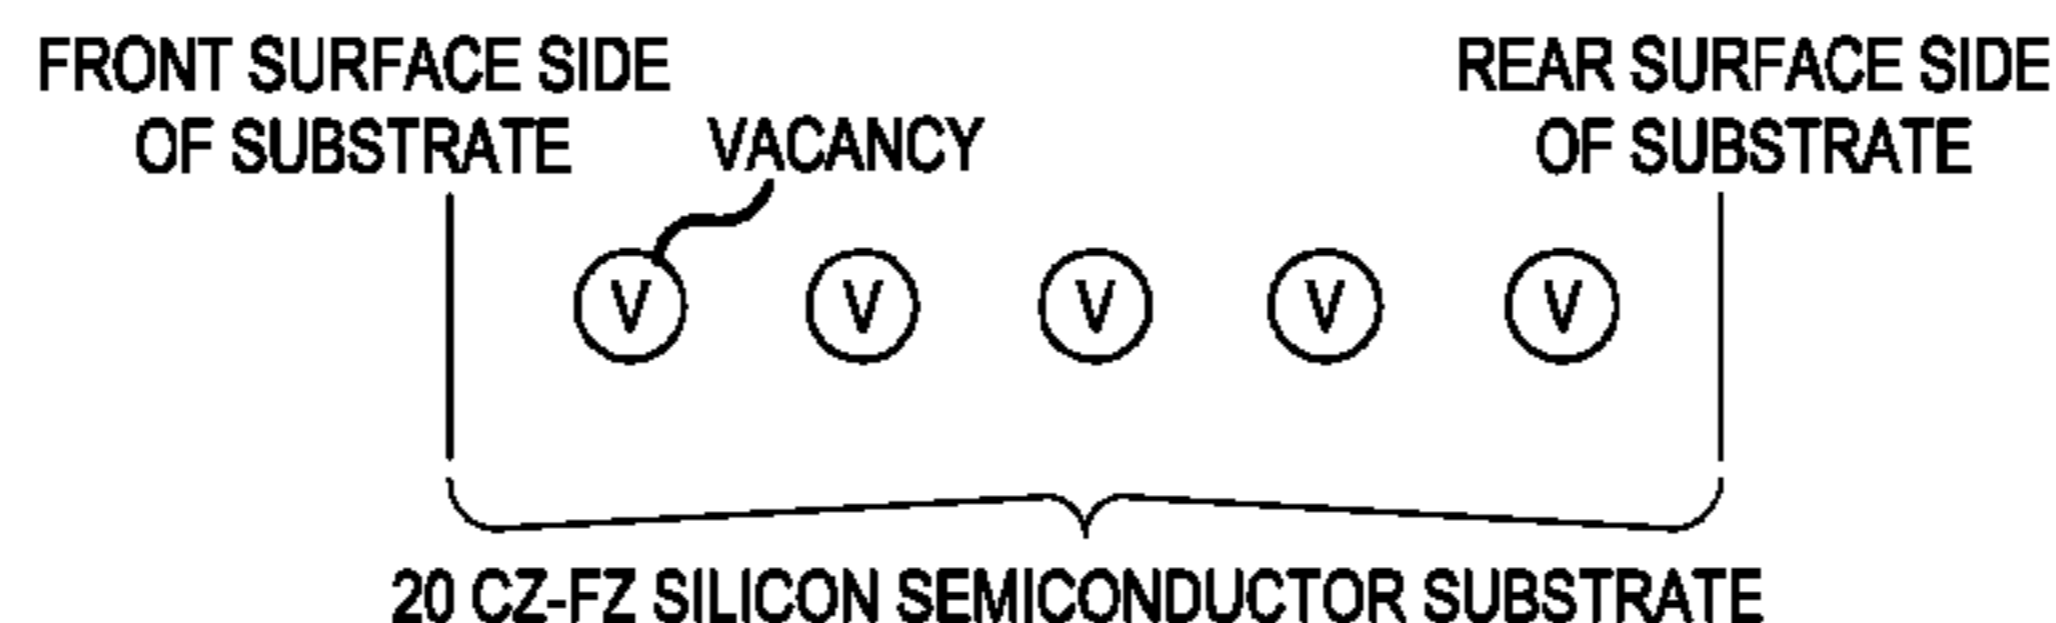 FRONT SURFACE SIDE
OF SUBSTRATE
VACANCY
REAR SURFACE SIDE
OF SUBSTRATE
V V V V V
20 CZ-FZ SILICON SEMICONDUCTOR SUBSTRATE